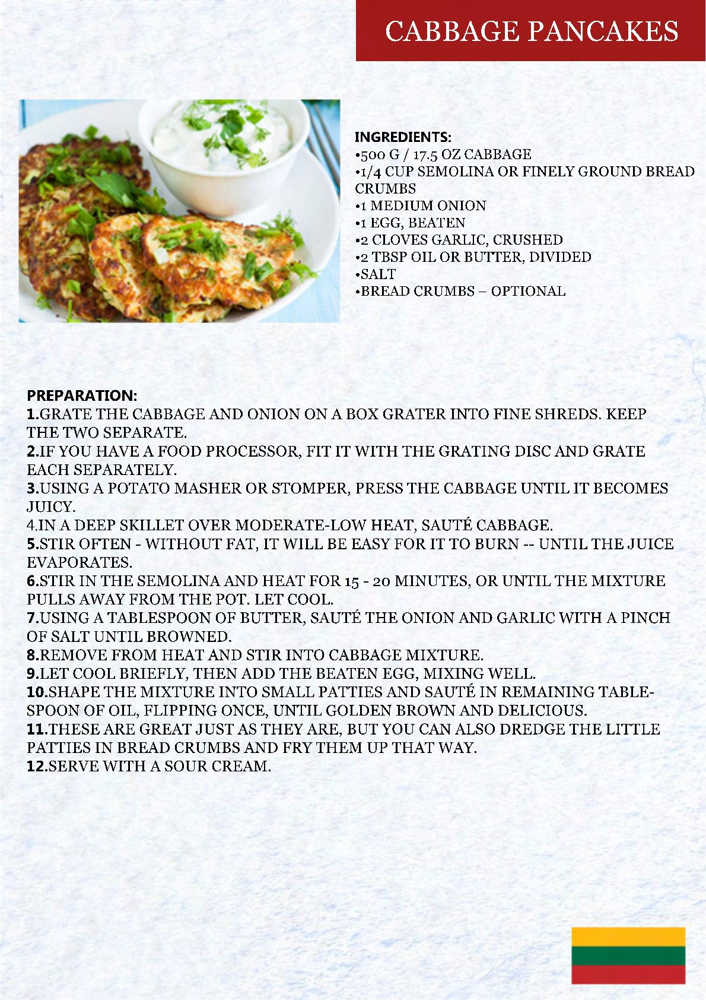 CABBAGE PANCAKES
INGREDIENTS:
•500 G / 17.5 OZ CABBAGE
•1/4 CUP SEMOLINA OR FINELY GROUND BREAD
CRUMBS
•1 MEDIUM ONION
•1 EGG, BEATEN
•2 CLOVES GARLIC, CRUSHED
•2 TBSP OIL OR BUTTER, DIVIDED
•SALT
•BREAD CRUMBS – OPTIONAL
PREPARATION:
1.GRATE THE CABBAGE AND ONION ON A BOX GRATER INTO FINE SHREDS. KEEP
THE TWO SEPARATE.
2.IF YOU HAVE A FOOD PROCESSOR, FIT IT WITH THE GRATING DISC AND GRATE
EACH SEPARATELY.
3.USING A POTATO MASHER OR STOMPER, PRESS THE CABBAGE UNTIL IT BECOMES
JUICY.
4.IN A DEEP SKILLET OVER MODERATE-LOW HEAT, SAUTÉ CABBAGE.
5.STIR OFTEN - WITHOUT FAT, IT WILL BE EASY FOR IT TO BURN -- UNTIL THE JUICE
EVAPORATES.
6.STIR IN THE SEMOLINA AND HEAT FOR 15 - 20 MINUTES, OR UNTIL THE MIXTURE
PULLS AWAY FROM THE POT. LET COOL.
7.USING A TABLESPOON OF BUTTER, SAUTÉ THE ONION AND GARLIC WITH A PINCH
OF SALT UNTIL BROWNED.
8.REMOVE FROM HEAT AND STIR INTO CABBAGE MIXTURE.
9.LET COOL BRIEFLY, THEN ADD THE BEATEN EGG, MIXING WELL.
10.SHAPE THE MIXTURE INTO SMALL PATTIES AND SAUTÉ IN REMAINING TABLE-
SPOON OF OIL, FLIPPING ONCE, UNTIL GOLDEN BROWN AND DELICIOUS.
11.THESE ARE GREAT JUST AS THEY ARE, BUT YOU CAN ALSO DREDGE THE LITTLE
PATTIES IN BREAD CRUMBS AND FRY THEM UP THAT WAY.
12.SERVE WITH A SOUR CREAM.